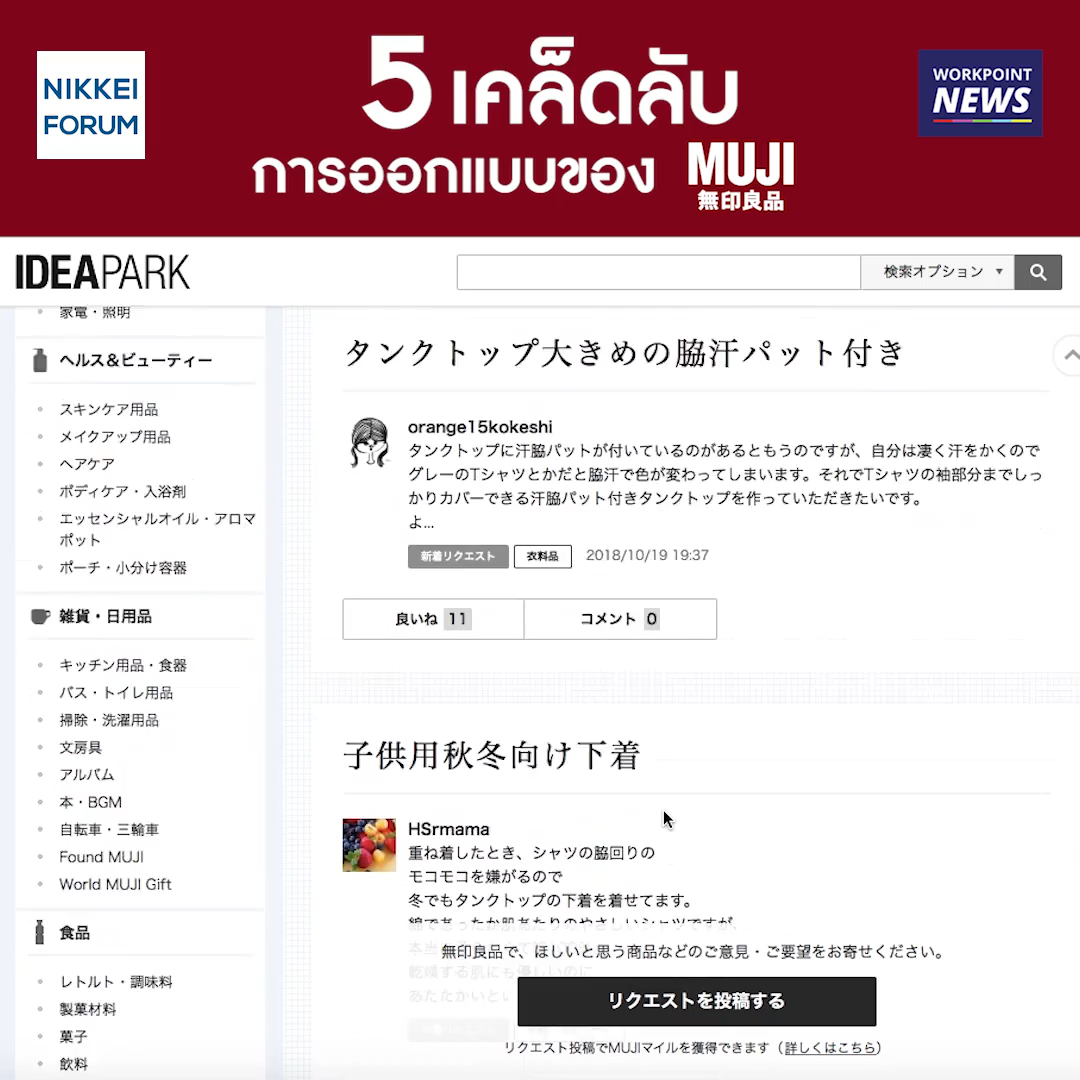 NIKKEI
FORUM
5 เคล็ดลับ
การออกแบบของ MUJI
無印良品
WORKPOINT
NEWS
IDEAPARK
検索オプション ▼
家電・照明
ヘルス&ビューティー
スキンケア用品
メイクアップ用品
ヘアケア
ボディケア・入浴剤
エッセンシャルオイル・アロマ
ポット
ポーチ・小分け容器
雑貨・日用品
キッチン用品・食器
バス・トイレ用品
掃除・洗濯用品
文房具
アルバム
本・BGM
自転車・三輪車
Found MUJI
World MUJI Gift
食品
レトルト・調味料
製菓材料
菓子
飲料
タンクトップ大きめの脇汗パット付き
orange15kokeshi
タンクトップに汗脇パットが付いているのがあるともうのですが、自分は凄く汗をかくので
グレーのTシャツとかだと脇汗で色が変わってしまいます。それでTシャツの袖部分までしっ
かりカバーできる汗脇パット付きタンクトップを作っていただきたいです。
よ...
新着リクエスト 衣料品 2018/10/19 19:37
良いね 11 コメント 0
子供用秋冬向け下着
HSrmama
重ね着したとき、シャツの脇回りの
モコモコを嫌がるので
冬でもタンクトップの下着を着せてます。
綿であったか肌あたりのやさしいシャツですが、
無印良品で、ほしいと思う商品などのご意見・ご要望をお寄せください。
リクエストを投稿する
リクエスト投稿でMUJIマイルを獲得できます（詳しくはこちら）